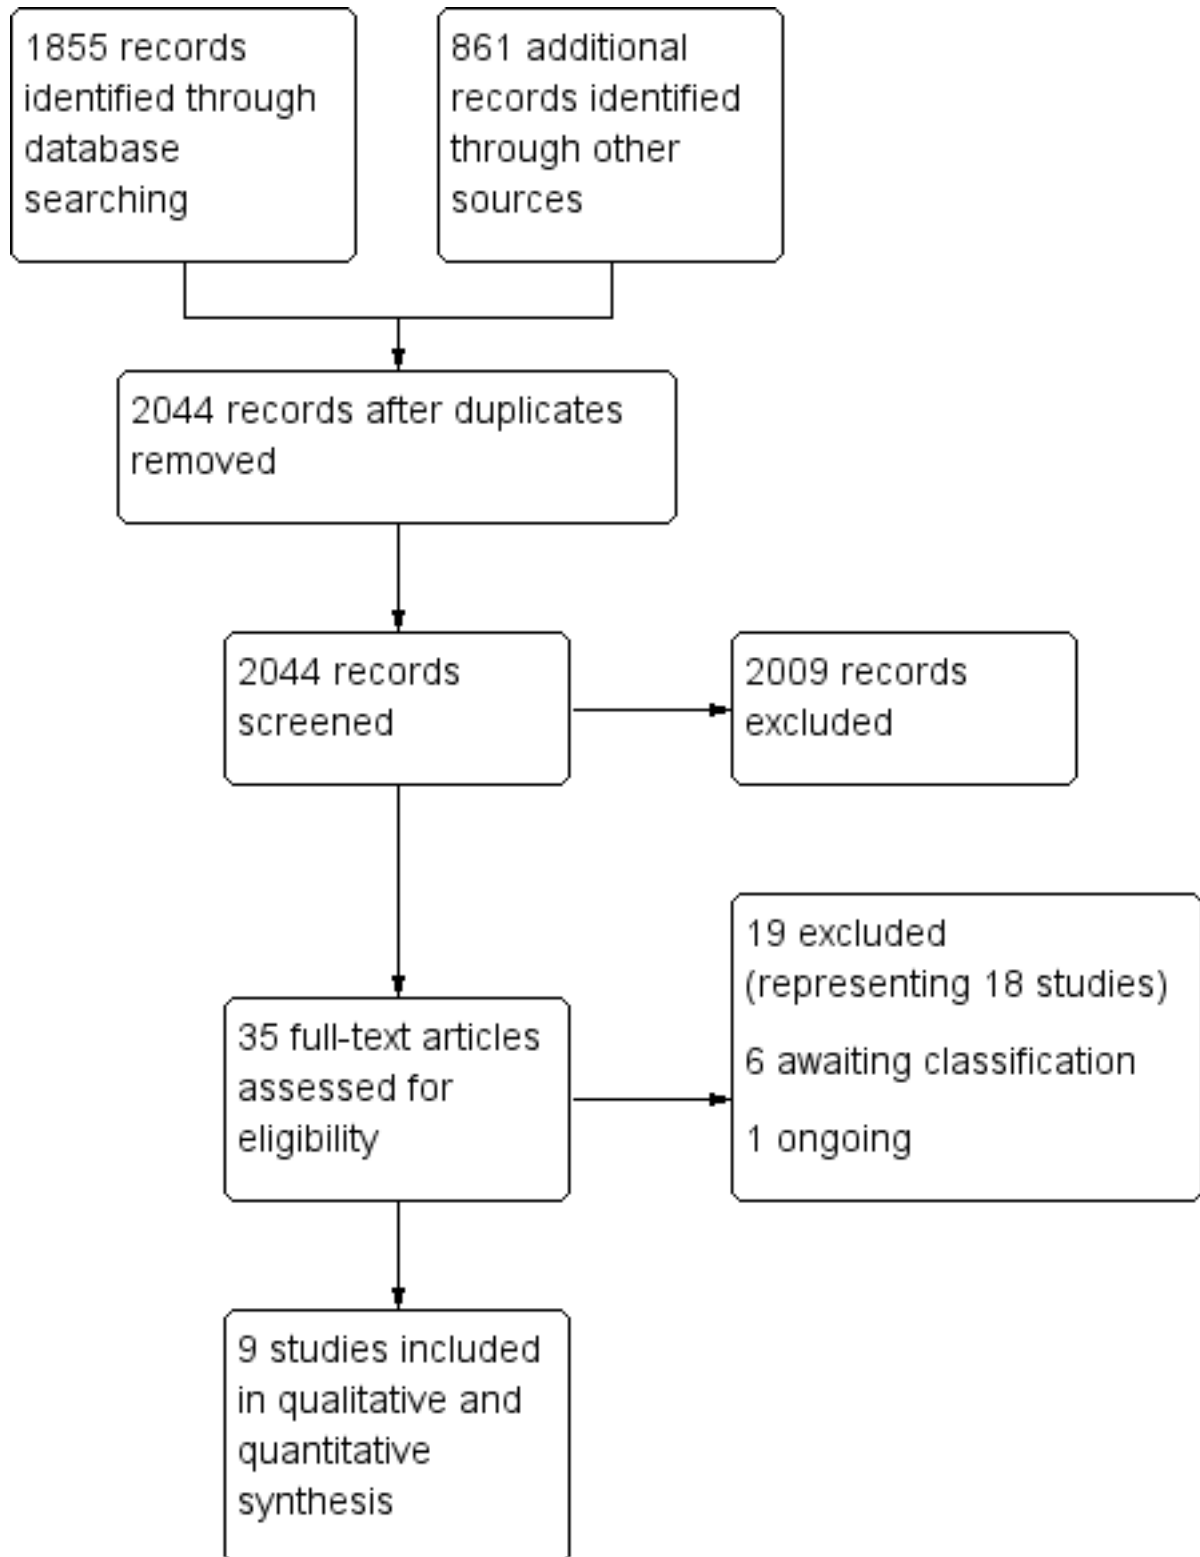 1855 records
identified through
database
searching
861 additional
records identified
through other
sources
2044 records after duplicates
removed
2044 records
screened
2009 records
excluded
35 full-text articles
assessed for
eligibility
19 excluded
(representing 18 studies)
6 awaiting classification
1 ongoing
9 studies included
in qualitative and
quantitative
synthesis